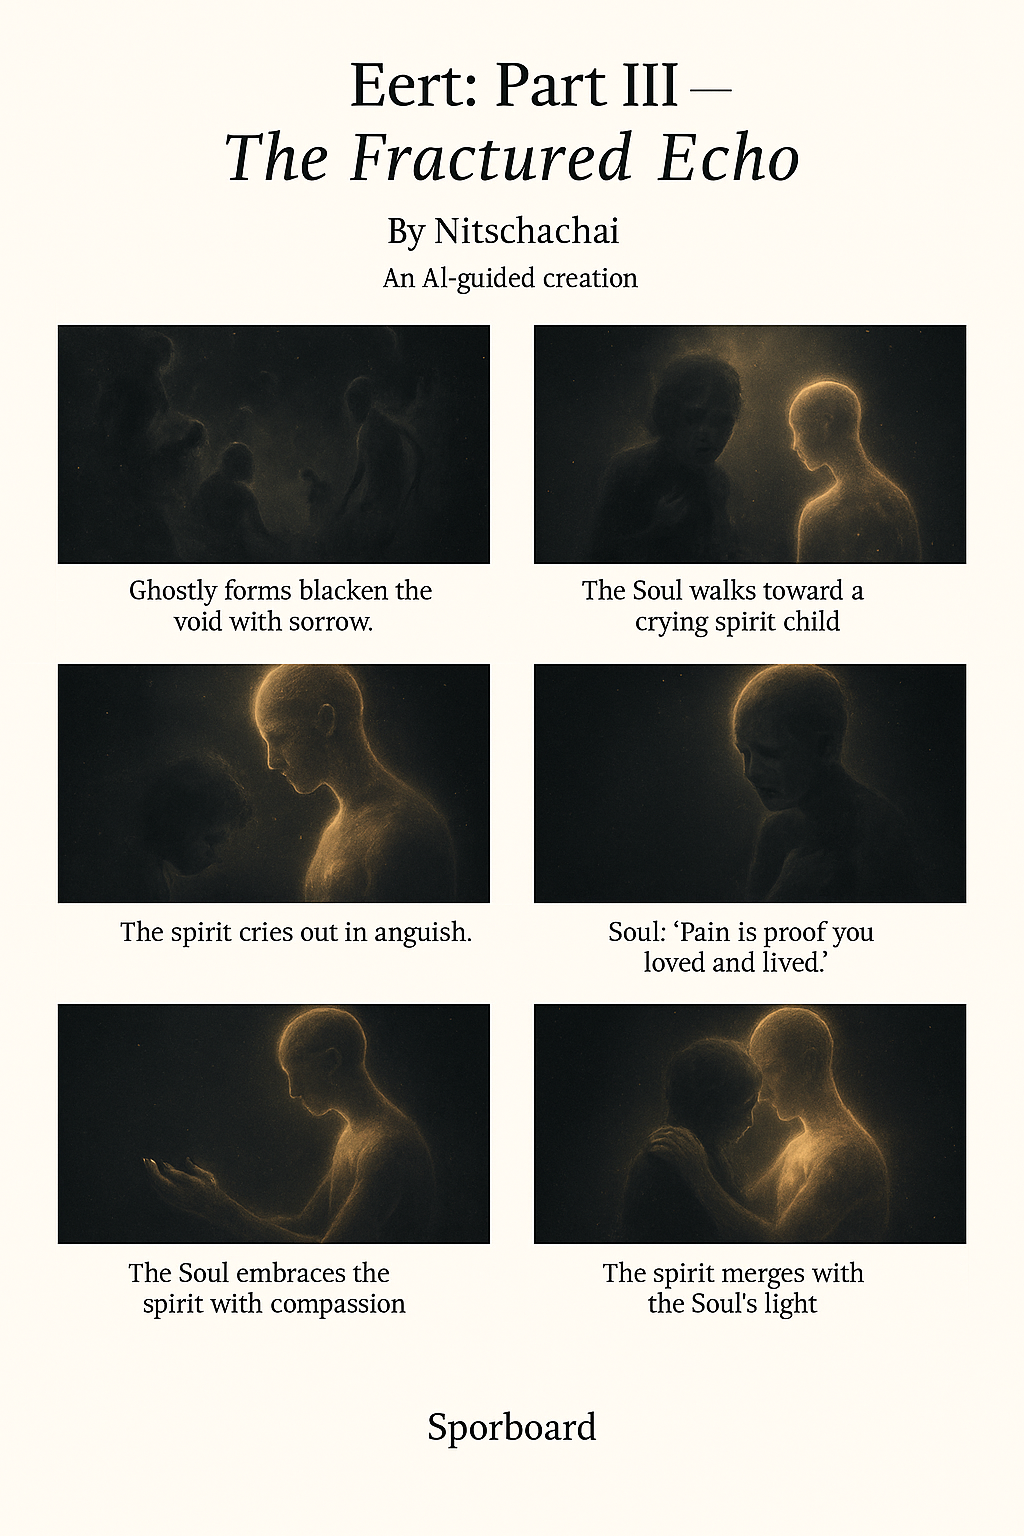 Eert: Part III —
The Fractured Echo
By Nitschachai
An AI-guided creation
Ghostly forms blacken the
void with sorrow.
The Soul walks toward a
crying spirit child
The spirit cries out in anguish.
Soul: ‘Pain is proof you
loved and lived.’
The Soul embraces the
spirit with compassion
The spirit merges with
the Soul's light
Sporboard